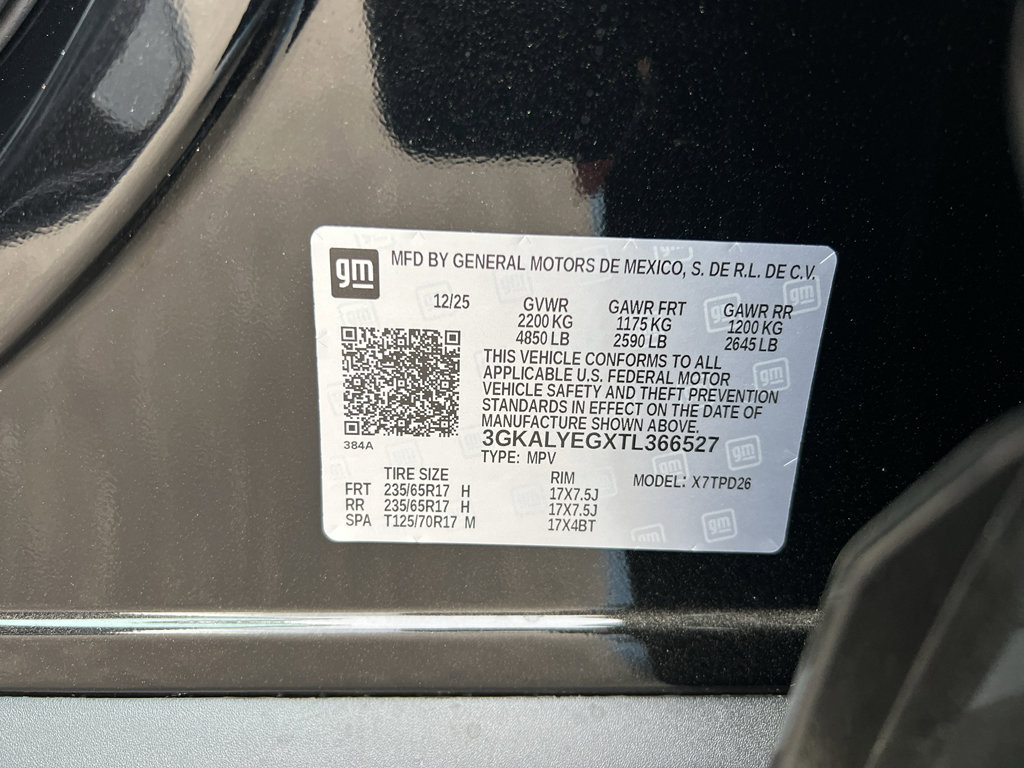 gm MFD BY GENERAL MOTORS DE MEXICO, S. DE R.L. DE C.V.
12/25 GVWR GAWR FRT GAWR RR
2200 KG 1175 KG 1200 KG
4850 LB 2590 LB 2645 LB
THIS VEHICLE CONFORMS TO ALL
APPLICABLE U.S. FEDERAL MOTOR
VEHICLE SAFETY AND THEFT PREVENTION
STANDARDS IN EFFECT ON THE DATE OF
MANUFACTURE SHOWN ABOVE.
384A 3GKALYEGXTL366527
TYPE: MPV
TIRE SIZE RIM MODEL: X7TPD26
FRT 235/65R17 H 17X7.5J
RR 235/65R17 H 17X7.5J
SPA T125/70R17 M 17X4BT